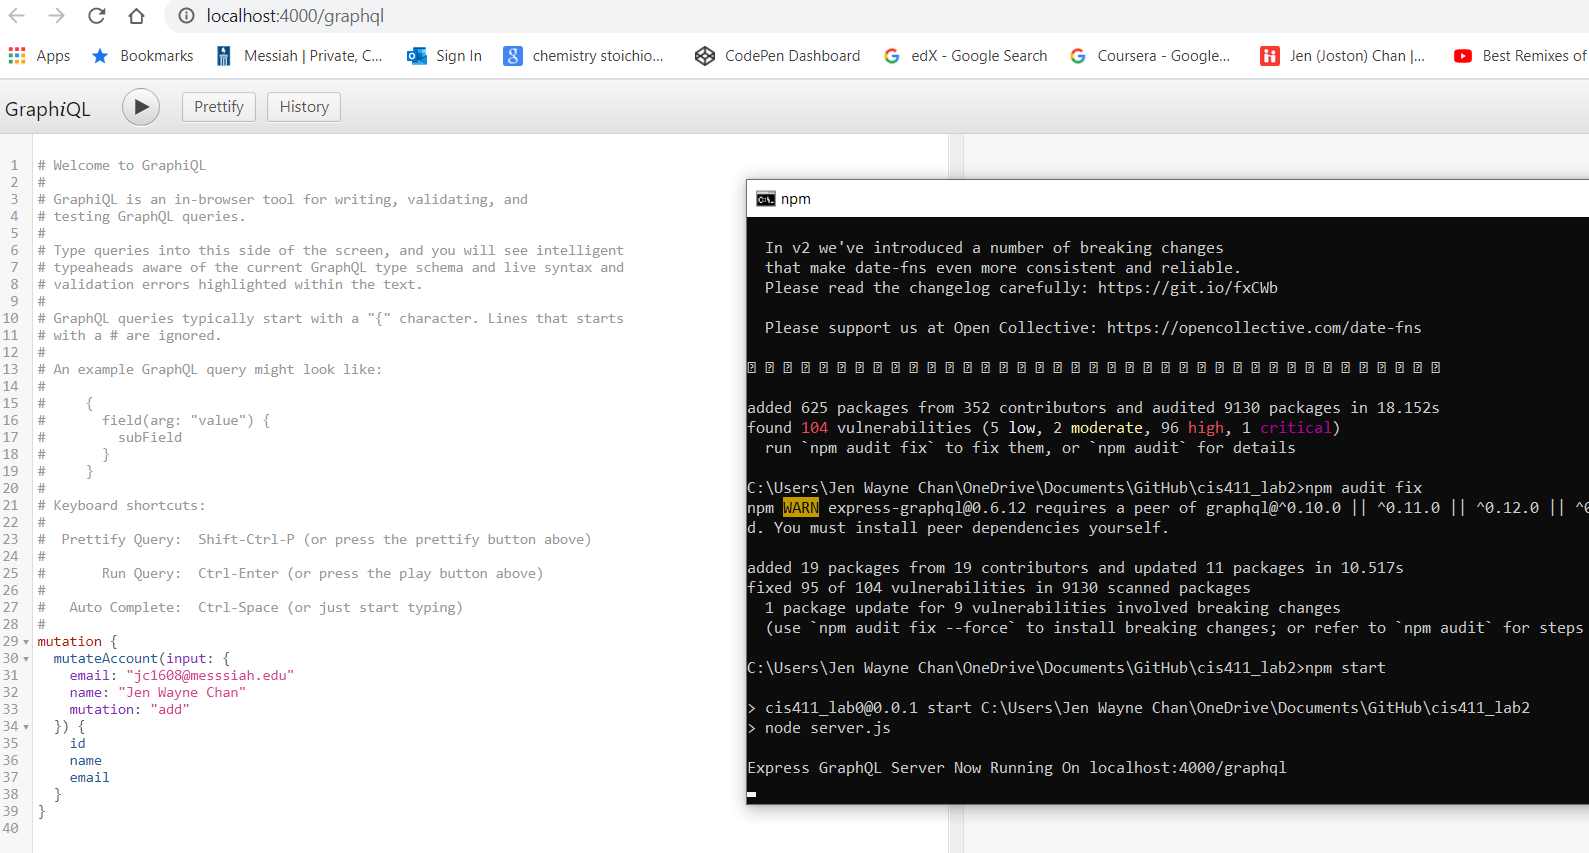 localhost:4000/graphql
Apps Bookmarks Messiah | Private, C... Sign In chemistry stoichio... CodePen Dashboard edX - Google Search Coursera - Google... Jen (Joston) Chan |... Best Remixes of
GraphiQL Prettify History
1 # Welcome to GraphiQL
2 #
3 # GraphiQL is an in-browser tool for writing, validating, and
4 # testing GraphQL queries.
5 #
6 # Type queries into this side of the screen, and you will see intelligent
7 # typeaheads aware of the current GraphQL type schema and live syntax and
8 # validation errors highlighted within the text.
9 #
10 # GraphQL queries typically start with a "{" character. Lines that starts
11 # with a # are ignored.
12 #
13 # An example GraphQL query might look like:
14 #
15 #     {
16 #       field(arg: "value") {
17 #         subField
18 #       }
19 #     }
20 #
21 # Keyboard shortcuts:
22 #
23 #  Prettify Query:  Shift-Ctrl-P (or press the prettify button above)
24 #
25 #       Run Query:  Ctrl-Enter (or press the play button above)
26 #
27 #   Auto Complete:  Ctrl-Space (or just start typing)
28 #
29 mutation {
30   mutateAccount(input: {
31     email: "jc1608@messsiah.edu"
32     name: "Jen Wayne Chan"
33     mutation: "add"
34   }) {
35     id
36     name
37     email
38   }
39 }
40
C:\. npm
In v2 we've introduced a number of breaking changes
that make date-fns even more consistent and reliable.
Please read the changelog carefully: https://git.io/fxCWb
Please support us at Open Collective: https://opencollective.com/date-fns
added 625 packages from 352 contributors and audited 9130 packages in 18.152s
found 104 vulnerabilities (5 low, 2 moderate, 96 high, 1 critical)
run `npm audit fix` to fix them, or `npm audit` for details
C:\Users\Jen Wayne Chan\OneDrive\Documents\GitHub\cis411_lab2>npm audit fix
npm WARN express-graphql@0.6.12 requires a peer of graphql@^0.10.0 || ^0.11.0 || ^0.12.0 || ^0
d. You must install peer dependencies yourself.
added 19 packages from 19 contributors and updated 11 packages in 10.517s
fixed 95 of 104 vulnerabilities in 9130 scanned packages
1 package update for 9 vulnerabilities involved breaking changes
(use `npm audit fix --force` to install breaking changes; or refer to `npm audit` for steps
C:\Users\Jen Wayne Chan\OneDrive\Documents\GitHub\cis411_lab2>npm start
> cis411_lab0@0.0.1 start C:\Users\Jen Wayne Chan\OneDrive\Documents\GitHub\cis411_lab2
> node server.js
Express GraphQL Server Now Running On localhost:4000/graphql